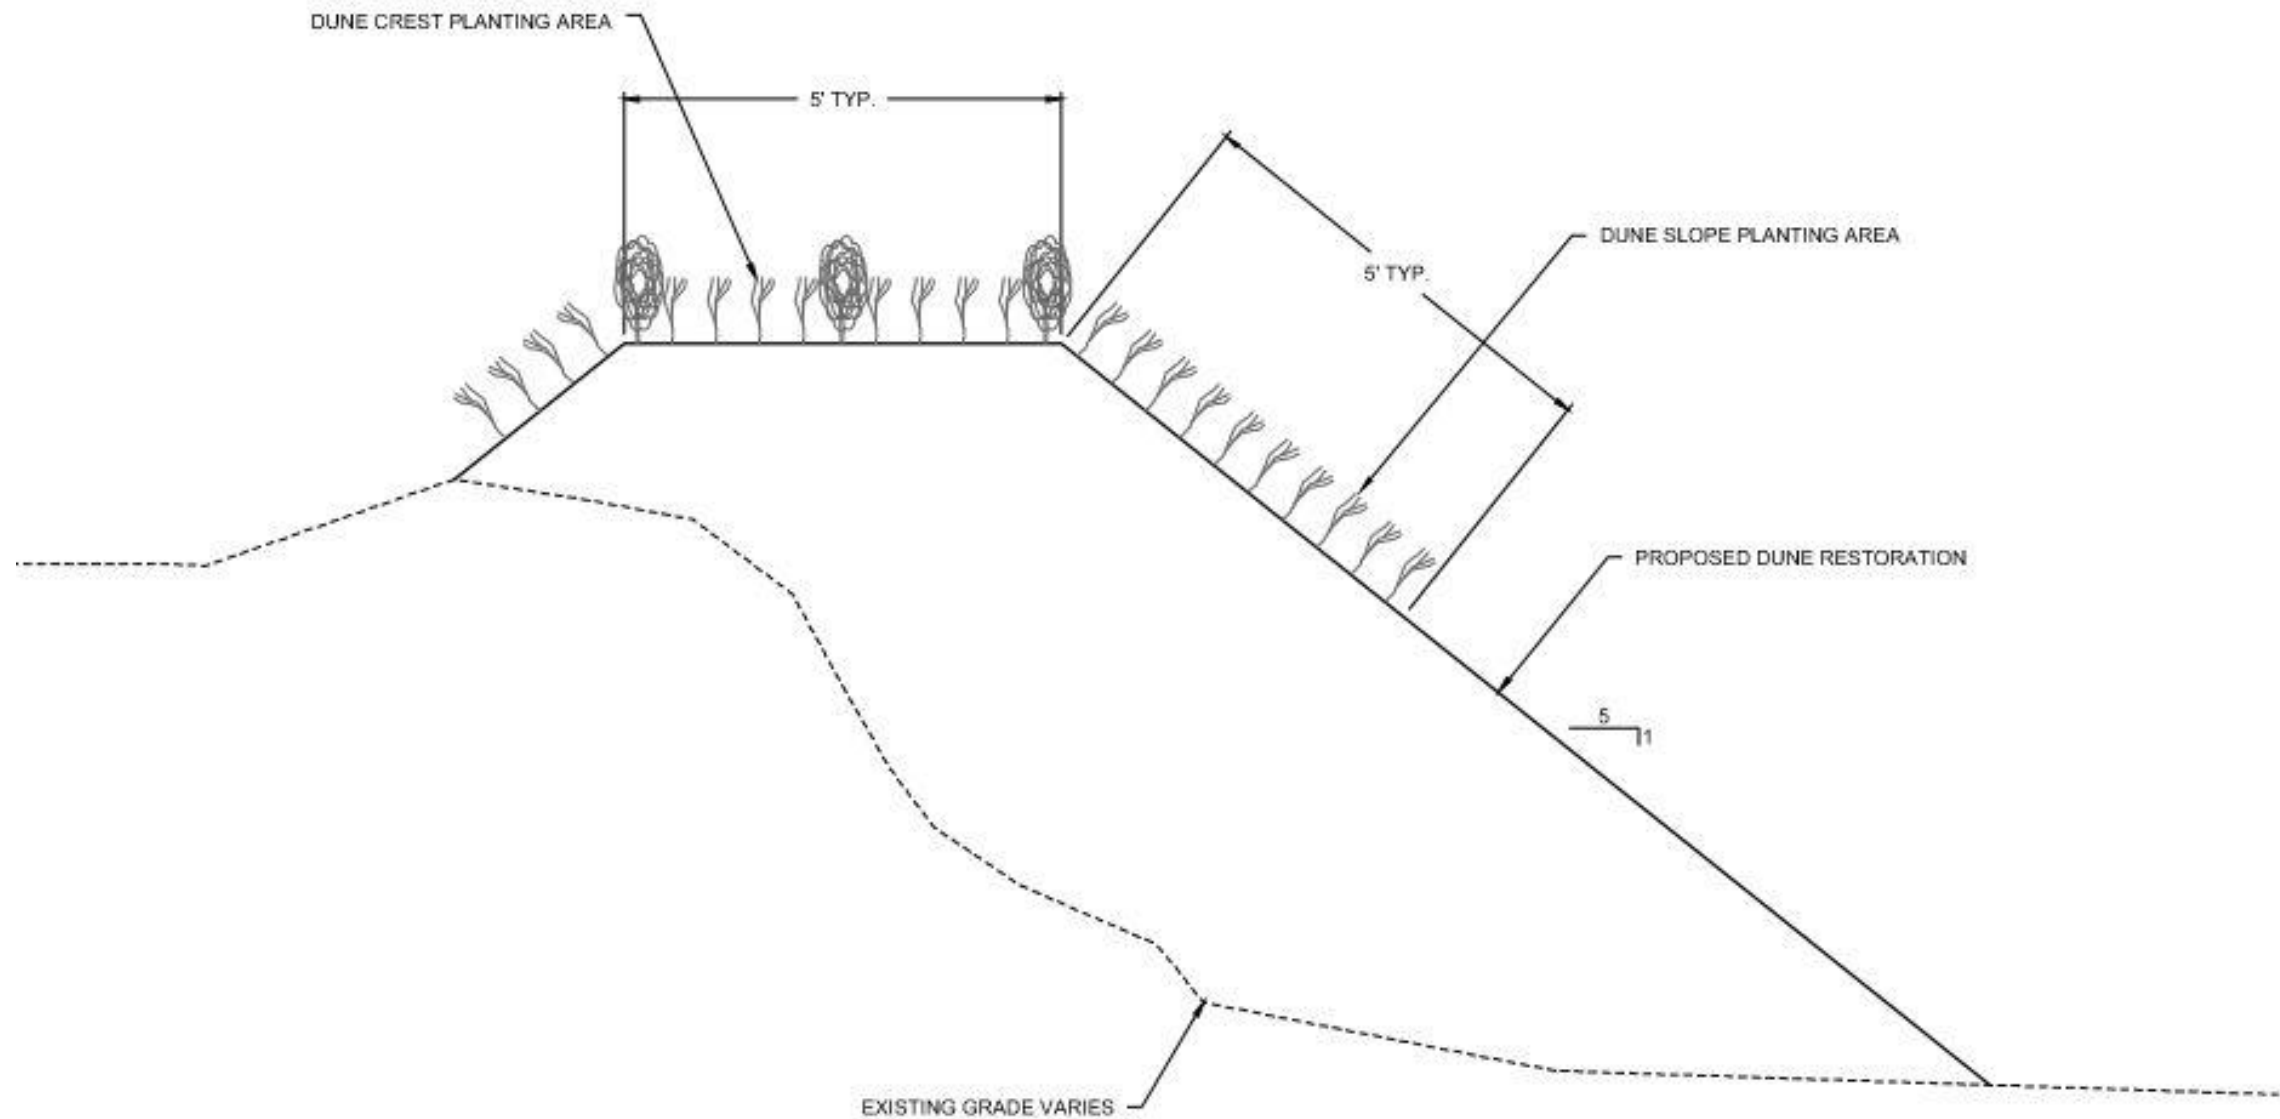 DUNE CREST PLANTING AREA
5' TYP.
DUNE SLOPE PLANTING AREA
5' TYP.
PROPOSED DUNE RESTORATION
5
1
EXISTING GRADE VARIES